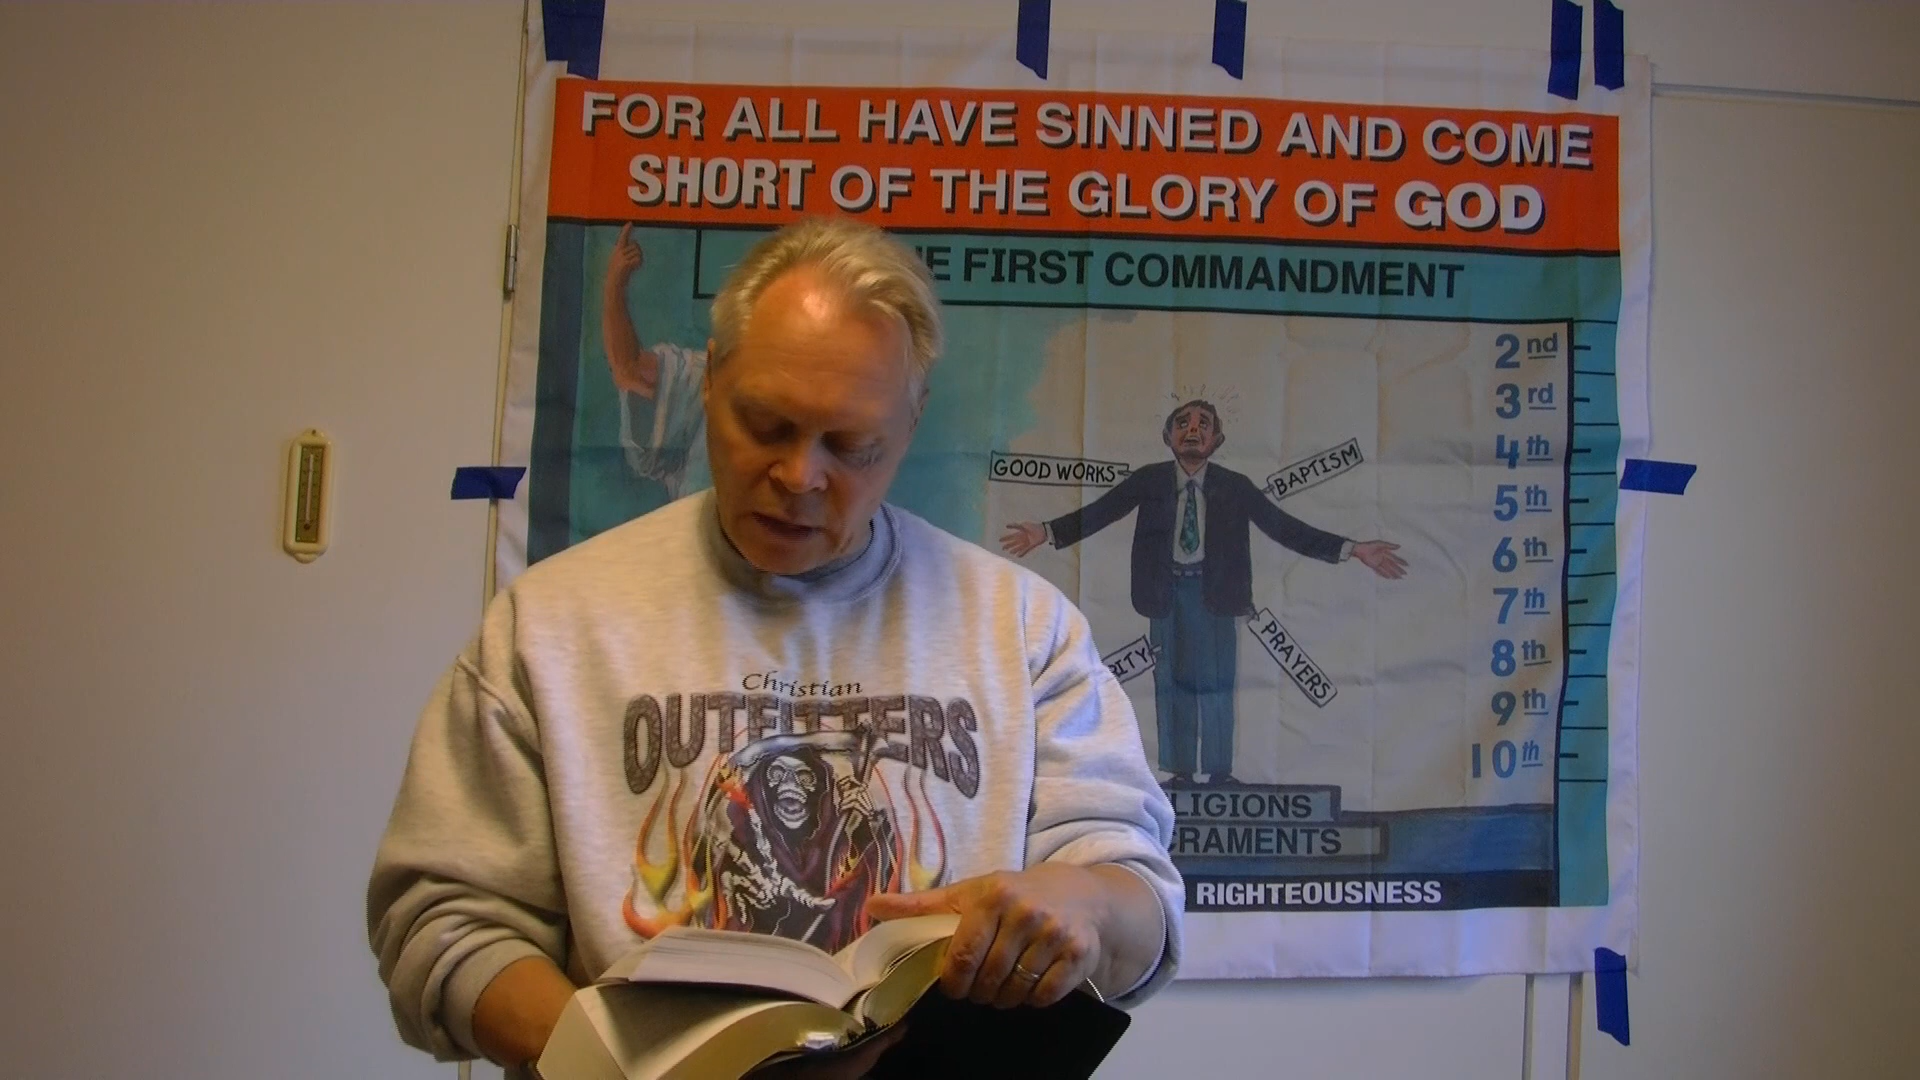 FOR ALL HAVE SINNED AND COME
SHORT OF THE GLORY OF GOD
FIRST COMMANDMENT
2nd
3rd
4th
5th
6th
7th
8th
9th
10th
GOOD WORKS
BAPTISM
PRAYERS
RIGHTEOUSNESS
Christian
OUTFITTERS